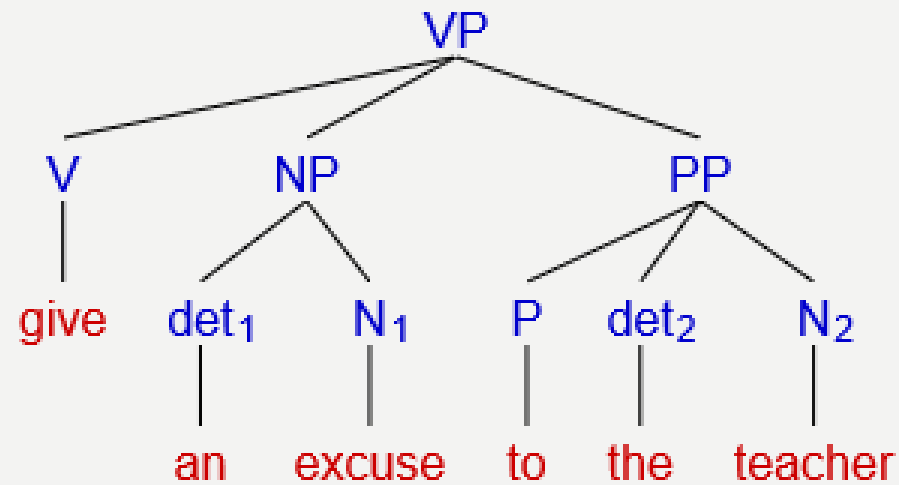 VP
V NP PP
give det₁ N₁ P det₂ N₂
an excuse to the teacher